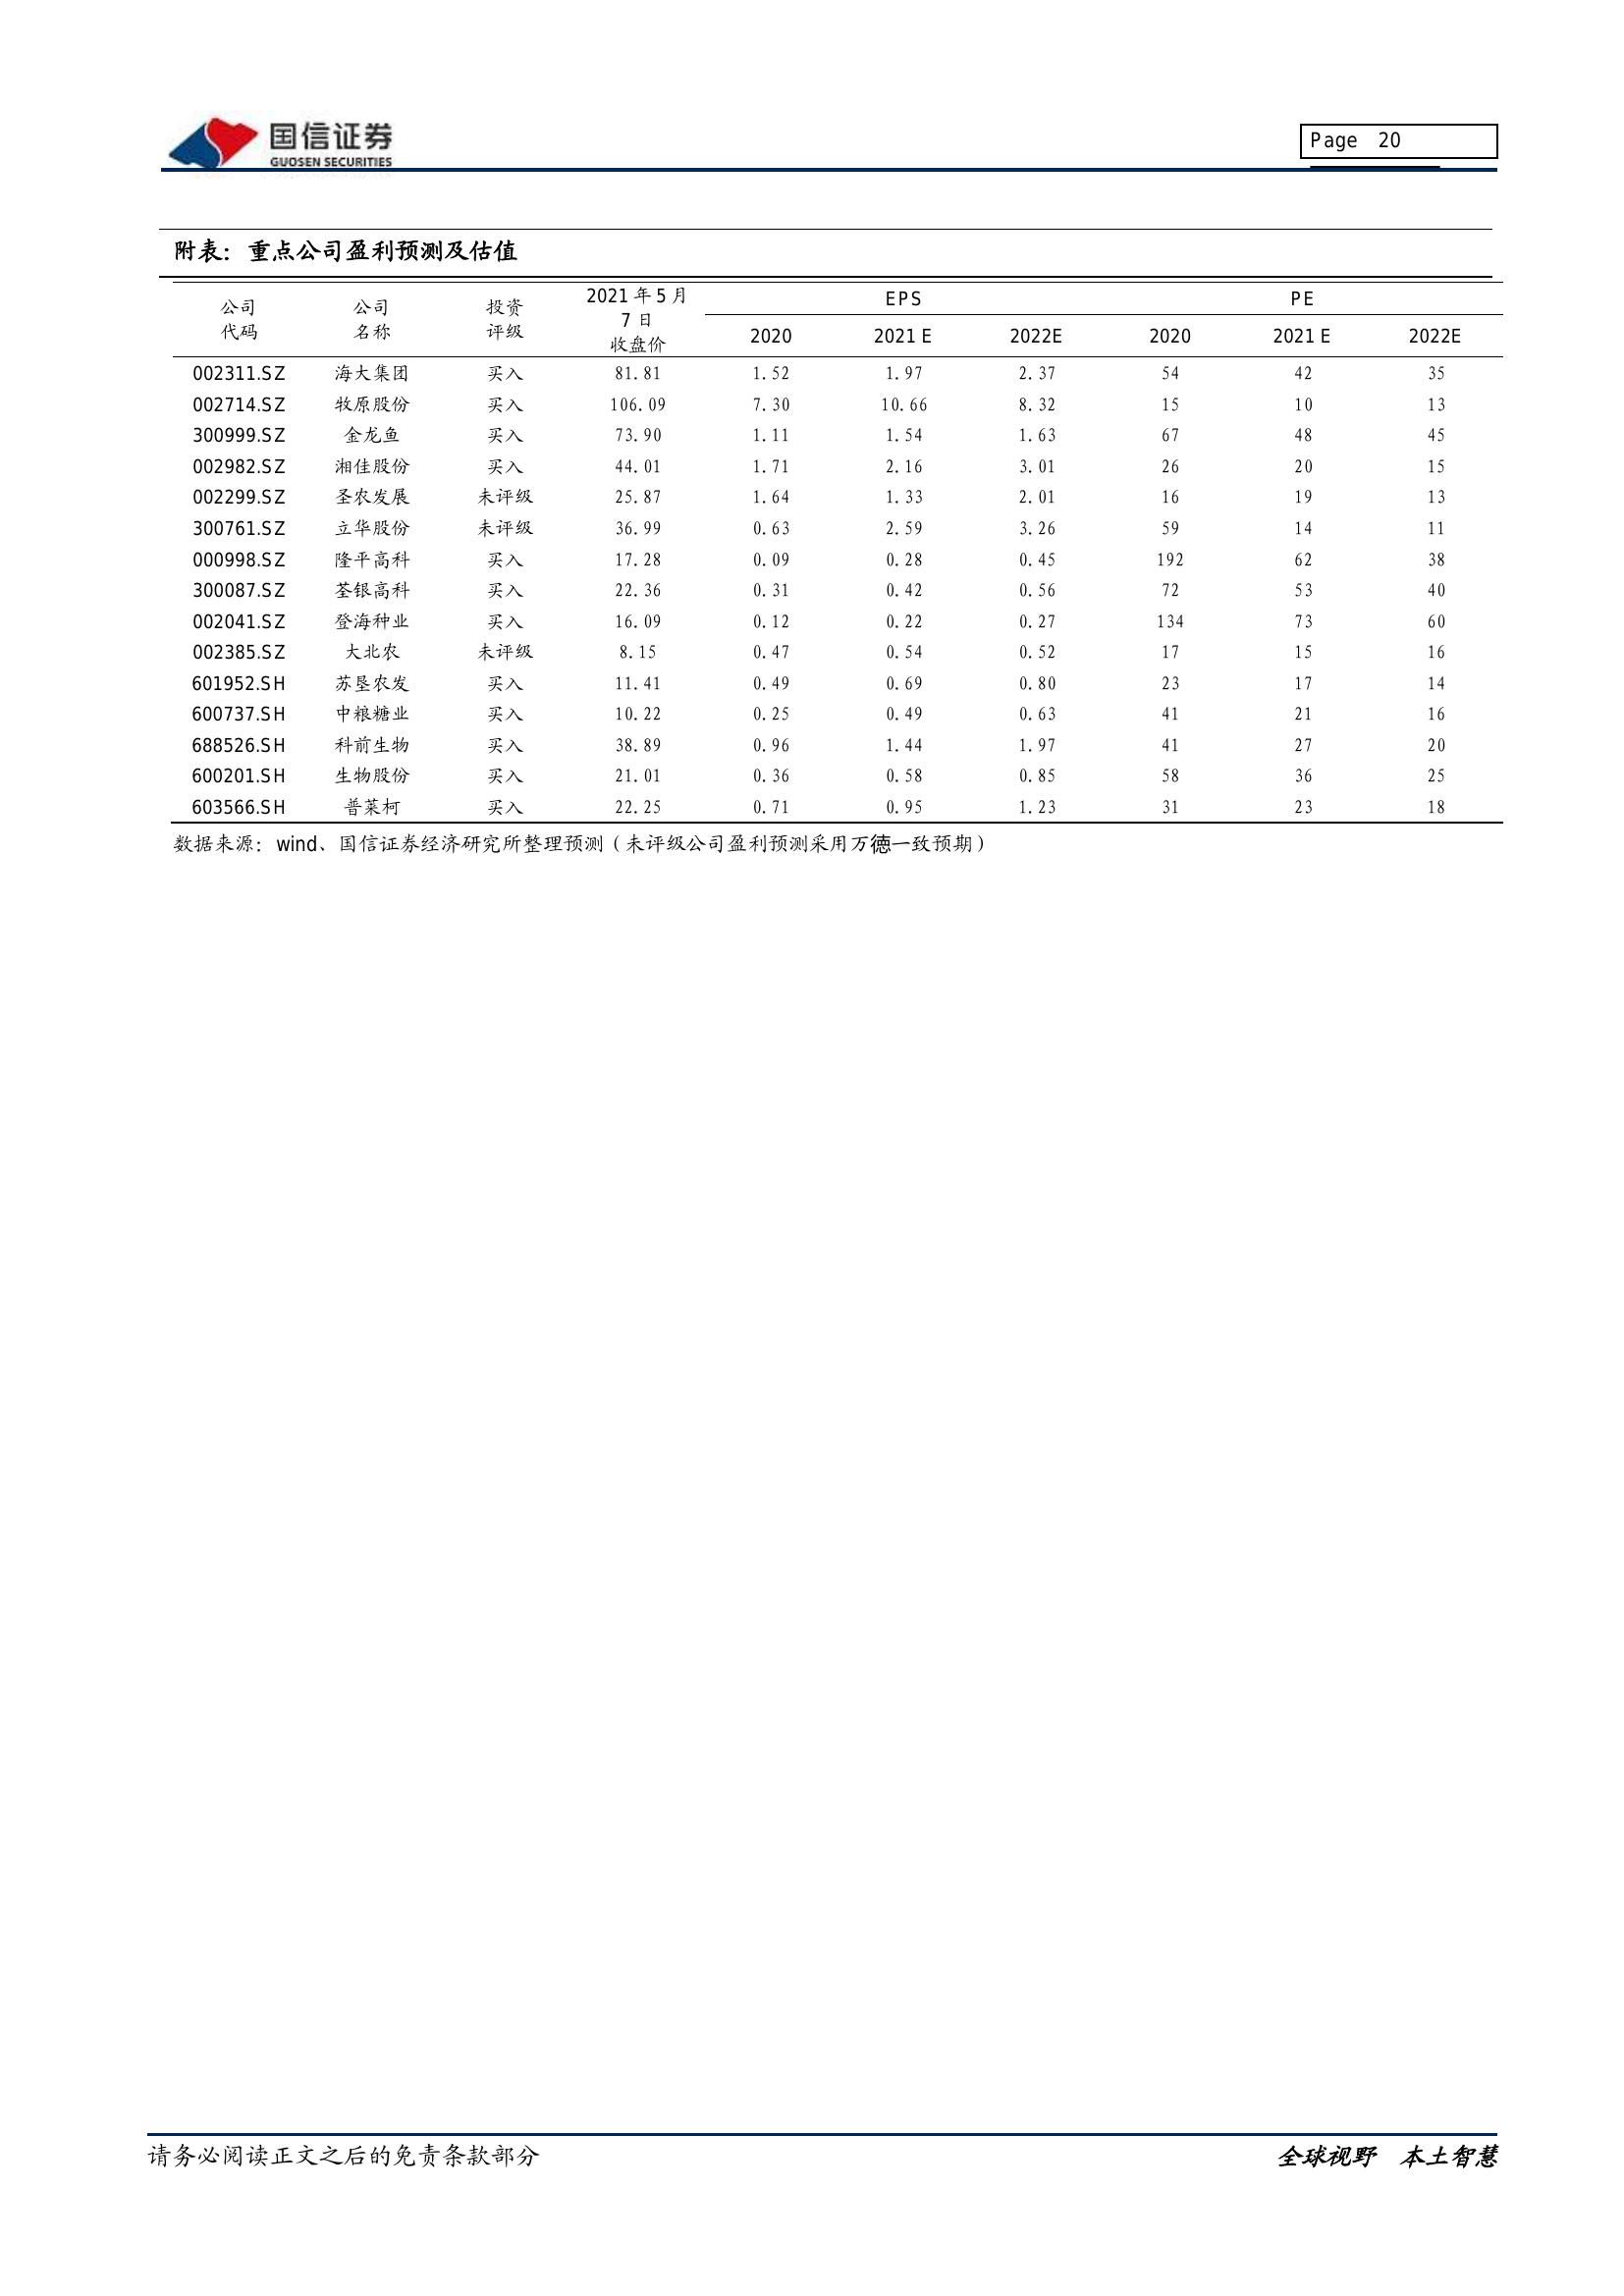 国信证券
GUOSEN SECURITIES
Page 20
附表：重点公司盈利预测及估值
公司代码 公司名称 投资评级 2021 年 5 月 7 日收盘价 EPS PE
2020 2021E 2022E 2020 2021E 2022E
002311.SZ 海大集团 买入 81.81 1.52 1.97 2.37 54 42 35
002714.SZ 牧原股份 买入 106.09 7.30 10.66 8.32 15 10 13
300999.SZ 金龙鱼 买入 73.90 1.11 1.54 1.63 67 48 45
002982.SZ 湘佳股份 买入 44.01 1.71 2.16 3.01 26 20 15
002299.SZ 圣农发展 未评级 25.87 1.64 1.33 2.01 16 19 13
300761.SZ 立华股份 未评级 36.99 0.63 2.59 3.26 59 14 11
000998.SZ 隆平高科 买入 17.28 0.09 0.28 0.45 192 62 38
300087.SZ 荃银高科 买入 22.36 0.31 0.42 0.56 72 53 40
002041.SZ 登海种业 买入 16.09 0.12 0.22 0.27 134 73 60
002385.SZ 大北农 未评级 8.15 0.47 0.54 0.52 17 15 16
601952.SH 苏垦农发 买入 11.41 0.49 0.69 0.80 23 17 14
600737.SH 中粮糖业 买入 10.22 0.25 0.49 0.63 41 21 16
688526.SH 科前生物 买入 38.89 0.96 1.44 1.97 41 27 20
600201.SH 生物股份 买入 21.01 0.36 0.58 0.85 58 36 25
603566.SH 普莱柯 买入 22.25 0.71 0.95 1.23 31 23 18
数据来源：wind、国信证券经济研究所整理预测（未评级公司盈利预测采用万德一致预期）
请务必阅读正文之后的免责条款部分 全球视野 本土智慧